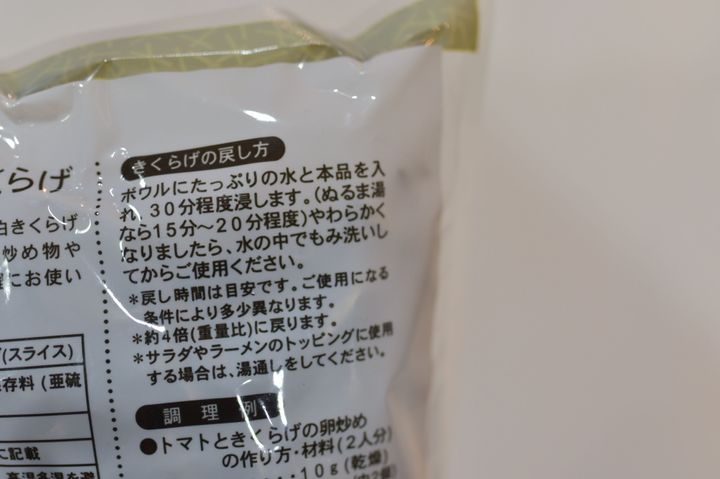 くらげ
白きくらげ
炒め物や
にお使い
(スライス)
存料(亜硫
に記載
高温多湿を避
きくらげの戻し方
ボウルにたっぷりの水と本品を入
れ、30分程度浸します。(ぬるま湯
なら15分～20分程度)やわらかく
なりましたら、水の中でもみ洗いし
てからご使用ください。
*戻し時間は目安です。ご使用になる
条件により多少異なります。
*約4倍(重量比)に戻ります。
*サラダやラーメンのトッピングに使用
する場合は、湯通しをしてください。
調理例
●トマトときくらげの卵炒め
の作り方・材料(2人分)
・・10g(乾燥)